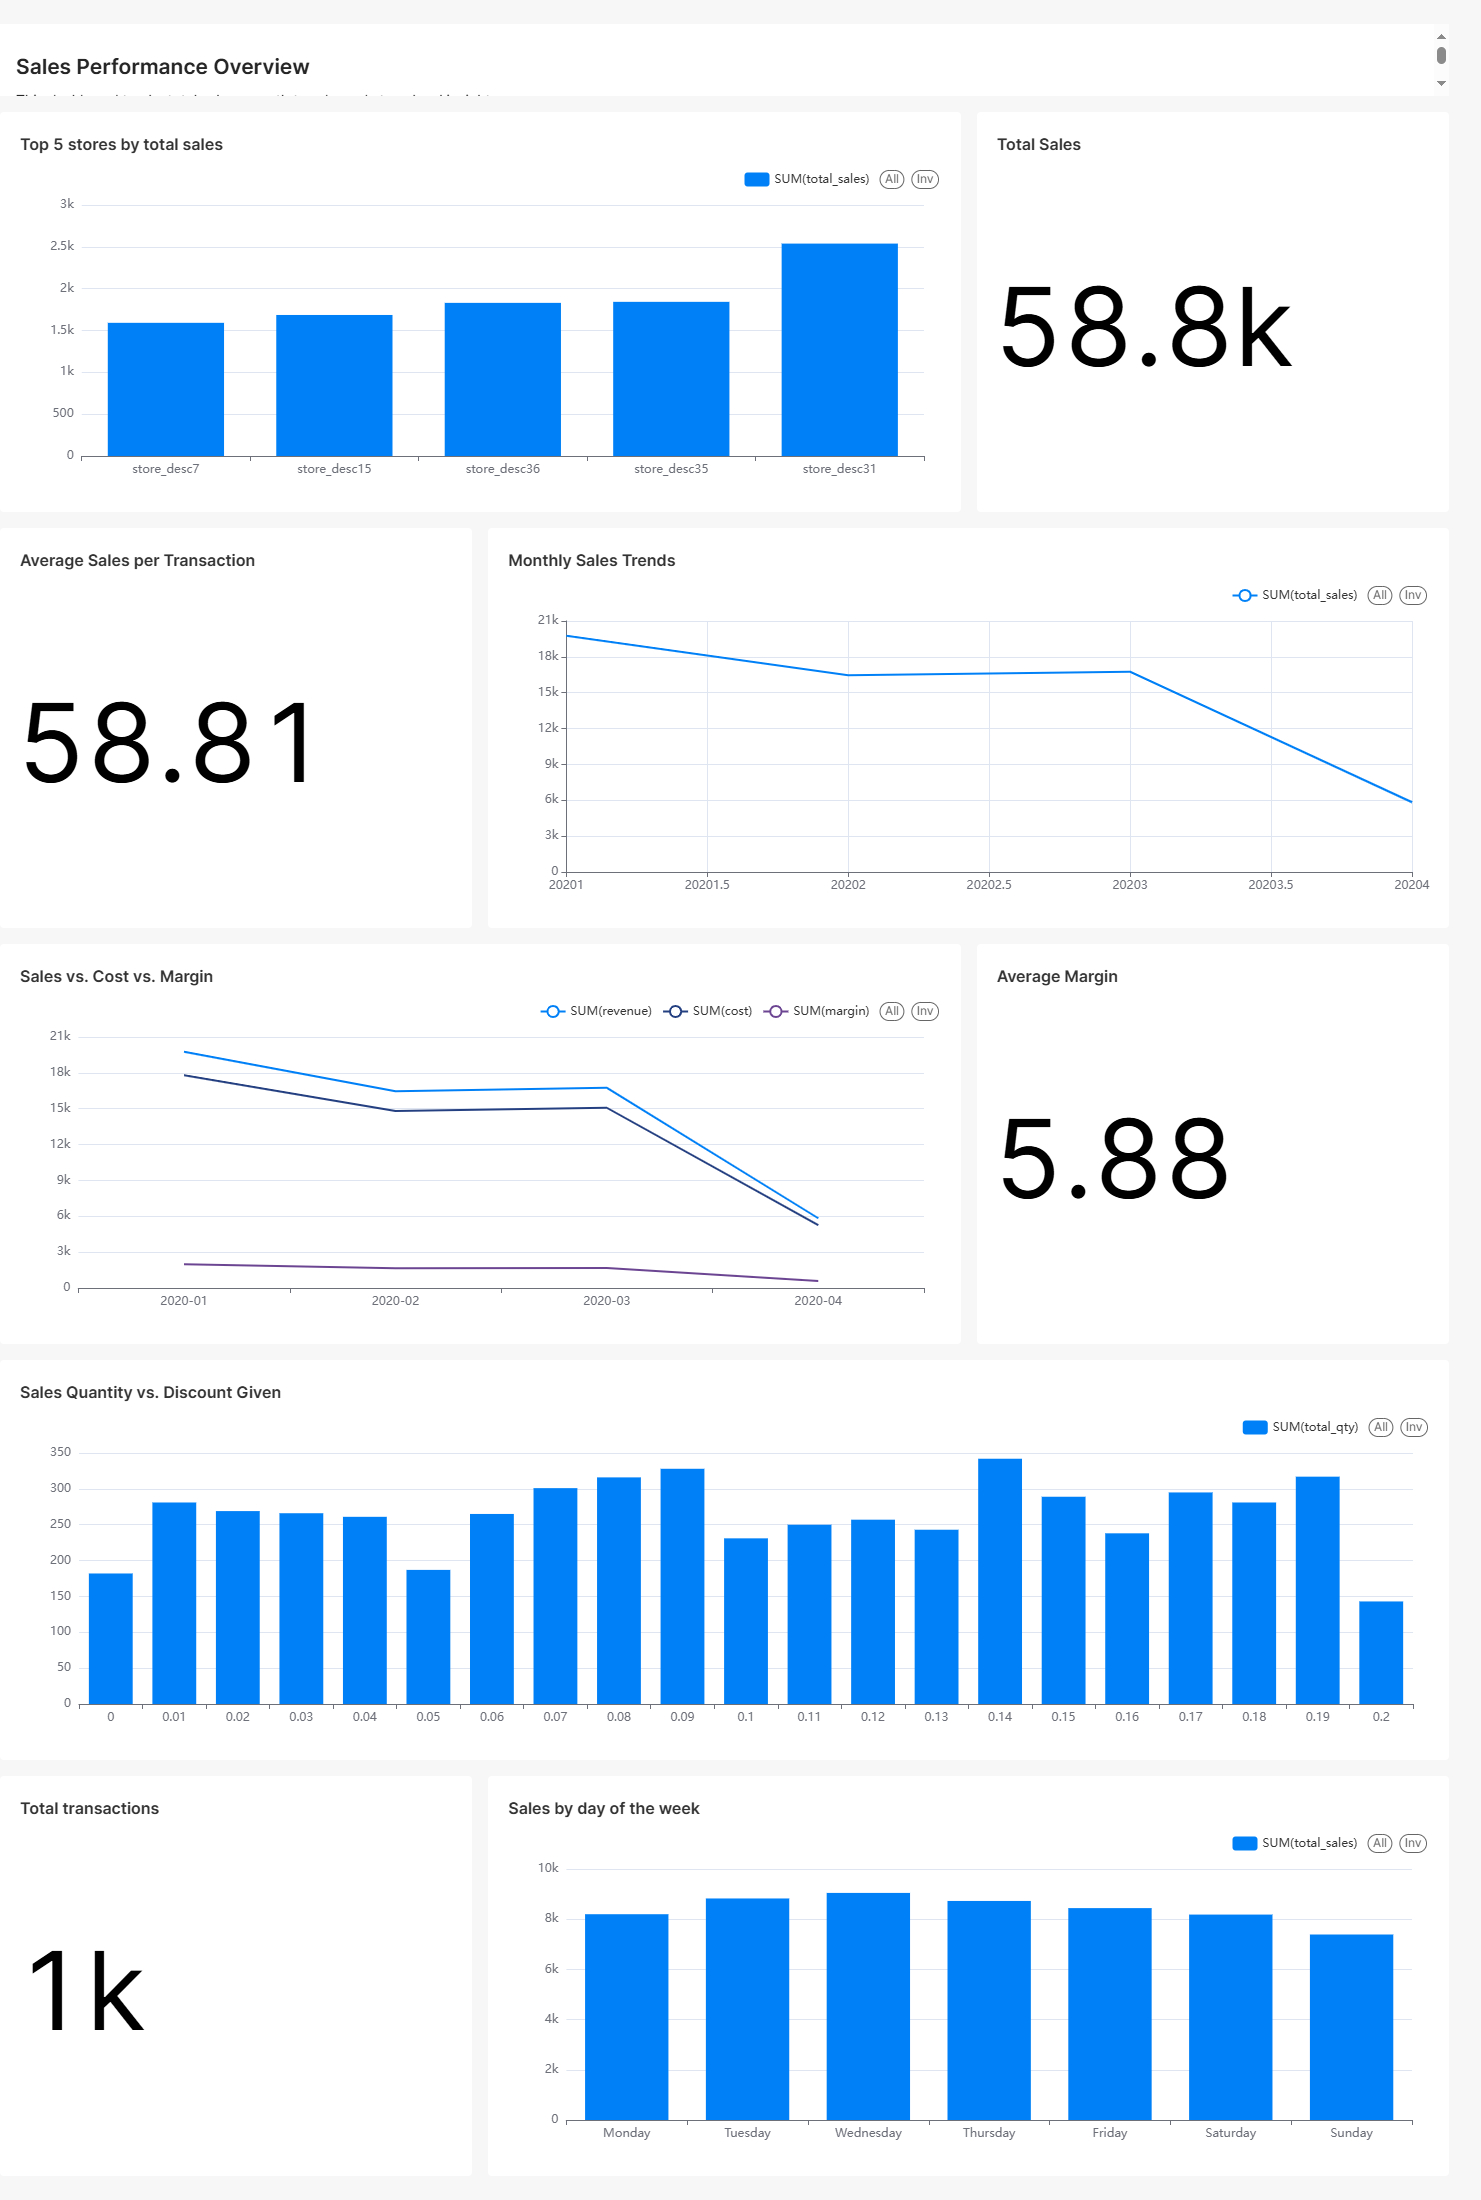 Sales Performance Overview
Top 5 stores by total sales
SUM(total_sales) All Inv
3k
2.5k
2k
1.5k
1k
500
0
store_desc7 store_desc15 store_desc36 store_desc35 store_desc31
Total Sales
58.8k
Average Sales per Transaction
58.81
Monthly Sales Trends
SUM(total_sales) All Inv
21k
18k
15k
12k
9k
6k
3k
0
20201 20201.5 20202 20202.5 20203 20203.5 20204
Sales vs. Cost vs. Margin
SUM(revenue) SUM(cost) SUM(margin) All Inv
21k
18k
15k
12k
9k
6k
3k
0
2020-01 2020-02 2020-03 2020-04
Average Margin
5.88
Sales Quantity vs. Discount Given
SUM(total_qty) All Inv
350
300
250
200
150
100
50
0
0 0.01 0.02 0.03 0.04 0.05 0.06 0.07 0.08 0.09 0.1 0.11 0.12 0.13 0.14 0.15 0.16 0.17 0.18 0.19 0.2
Total transactions
1k
Sales by day of the week
SUM(total_sales) All Inv
10k
8k
6k
4k
2k
0
Monday Tuesday Wednesday Thursday Friday Saturday Sunday